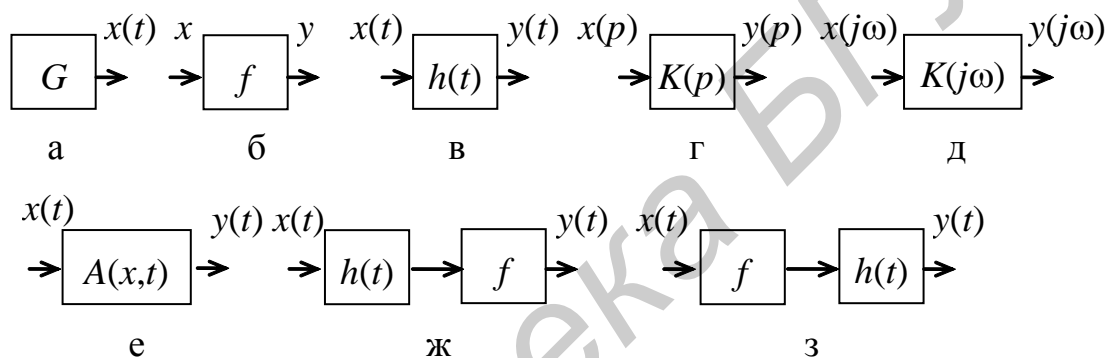 x(t) x y x(t) y(t) x(p) y(p) x(jω) y(jω)
G f h(t) K(p) K(jω)
а б в г д
x(t) y(t) x(t) y(t) x(t) y(t)
A(x,t) h(t) f f h(t)
е ж з